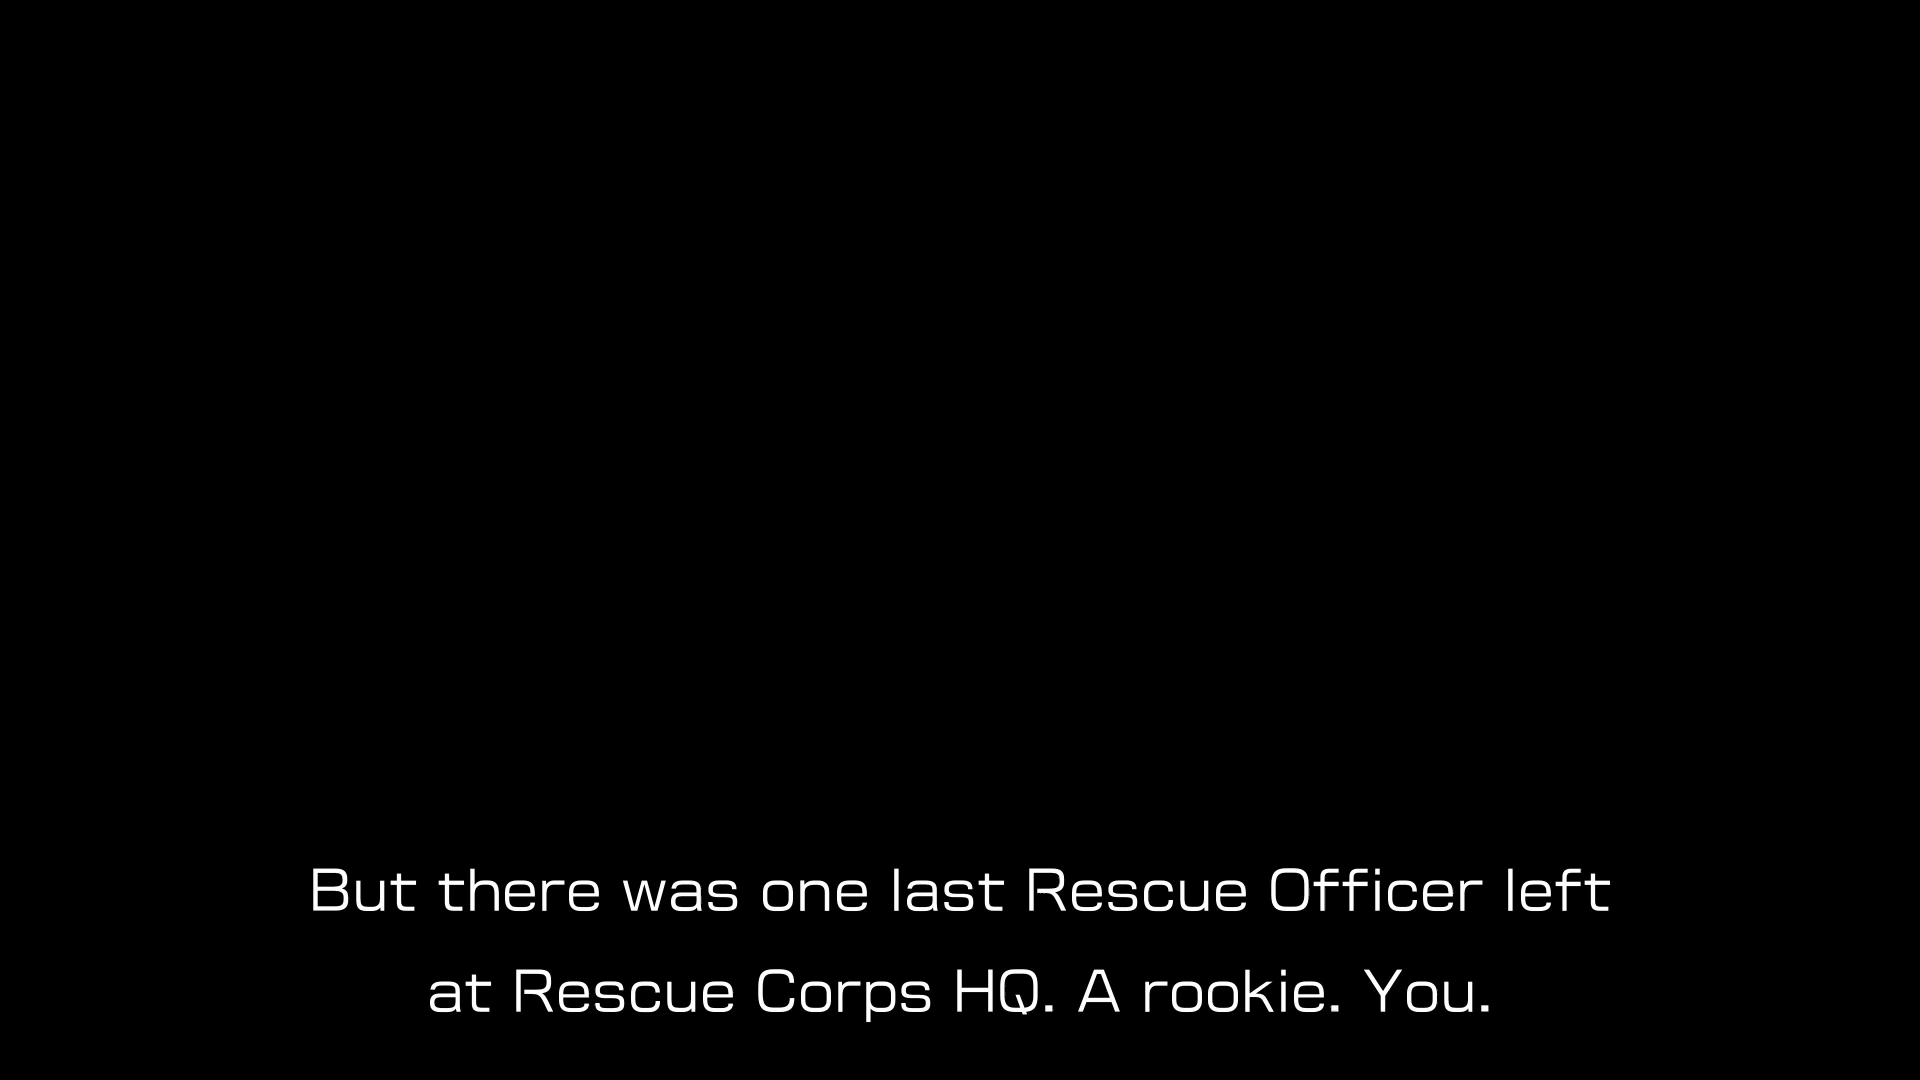 But there was one last Rescue Officer left
at Rescue Corps HQ. A rookie. You.